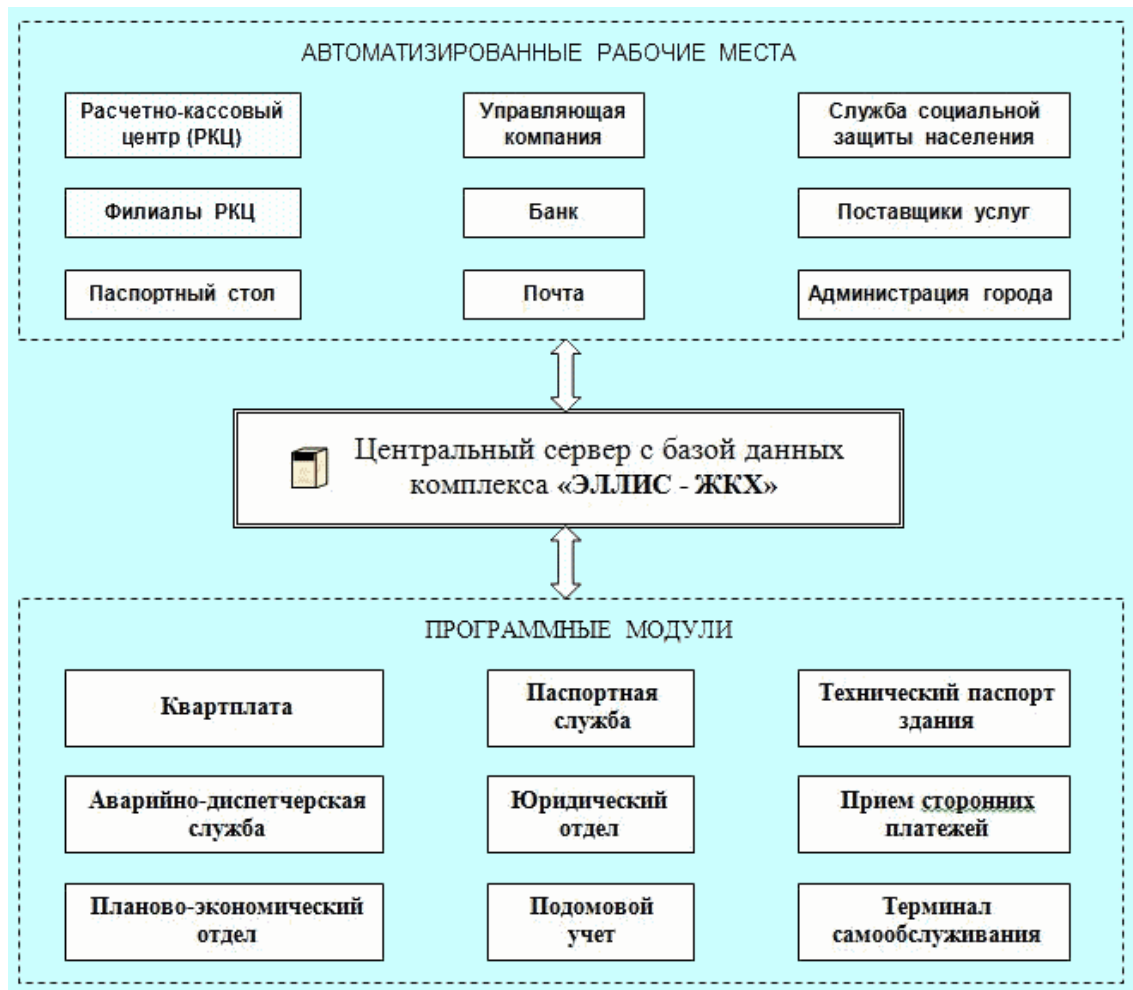 АВТОМАТИЗИРОВАННЫЕ РАБОЧИЕ МЕСТА
Расчетно-кассовый
центр (РКЦ)
Управляющая
компания
Служба социальной
защиты населения
Филиалы РКЦ
Банк
Поставщики услуг
Паспортный стол
Почта
Администрация города
Центральный сервер с базой данных
комплекса «ЭЛЛИС - ЖКХ»
ПРОГРАММНЫЕ МОДУЛИ
Квартплата
Паспортная
служба
Технический паспорт
здания
Аварийно-диспетчерская
служба
Юридический
отдел
Прием сторонних
платежей
Планово-экономический
отдел
Подомовой
учет
Терминал
самообслуживания